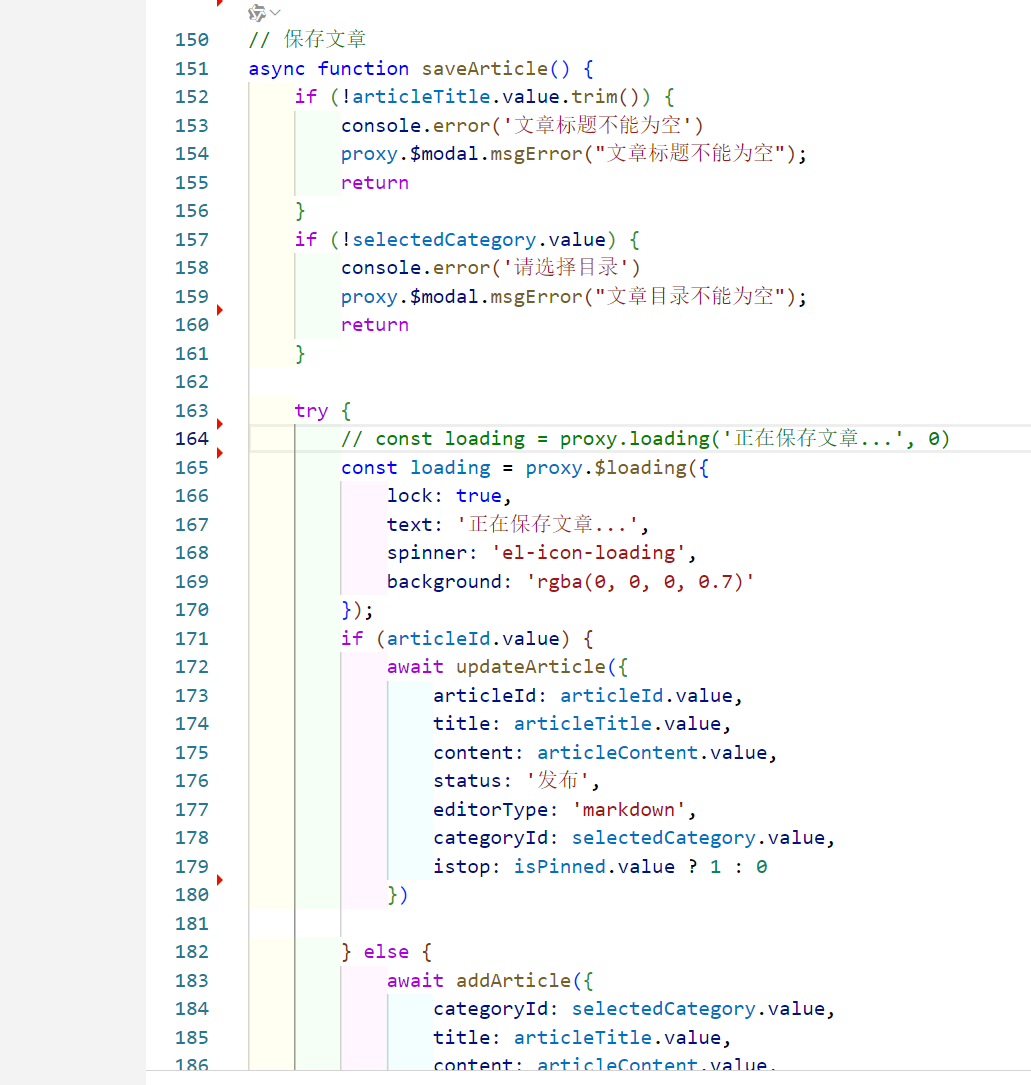 150 // 保存文章
151 async function saveArticle() {
152     if (!articleTitle.value.trim()) {
153         console.error('文章标题不能为空')
154         proxy.$modal.msgError("文章标题不能为空");
155         return
156     }
157     if (!selectedCategory.value) {
158         console.error('请选择目录')
159         proxy.$modal.msgError("文章目录不能为空");
160         return
161     }
162
163     try {
164         // const loading = proxy.loading('正在保存文章...', 0)
165         const loading = proxy.$loading({
166             lock: true,
167             text: '正在保存文章...',
168             spinner: 'el-icon-loading',
169             background: 'rgba(0, 0, 0, 0.7)'
170         });
171         if (articleId.value) {
172             await updateArticle({
173                 articleId: articleId.value,
174                 title: articleTitle.value,
175                 content: articleContent.value,
176                 status: '发布',
177                 editorType: 'markdown',
178                 categoryId: selectedCategory.value,
179                 istop: isPinned.value ? 1 : 0
180             })
181
182         } else {
183             await addArticle({
184                 categoryId: selectedCategory.value,
185                 title: articleTitle.value,
186                 content: articleContent.value,